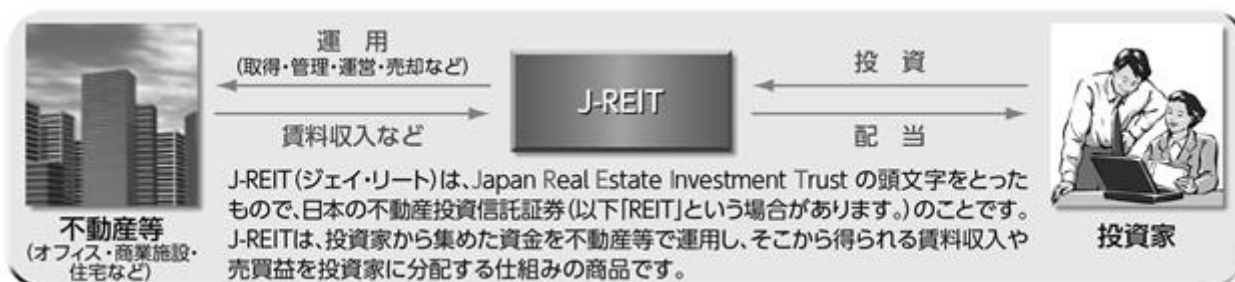 運 用
(取得・管理・運営・売却など)
賃料収入など
J-REIT
投 資
配 当
不動産等
(オフィス・商業施設・
住宅など)
J-REIT(ジェイ・リート)は、Japan Real Estate Investment Trust の頭文字をとった
もので、日本の不動産投資信託証券(以下「REIT」という場合があります。)のことです。
J-REITは、投資家から集めた資金を不動産等で運用し、そこから得られる賃料収入や
売買益を投資家に分配する仕組みの商品です。
投資家